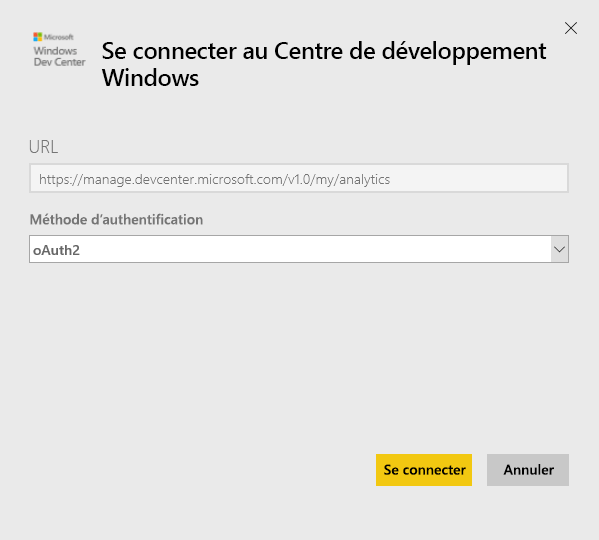 Microsoft
Windows
Dev Center
Se connecter au Centre de développement
Windows
URL
https://manage.devcenter.microsoft.com/v1.0/my/analytics
Méthode d’authentification
oAuth2
Se connecter
Annuler